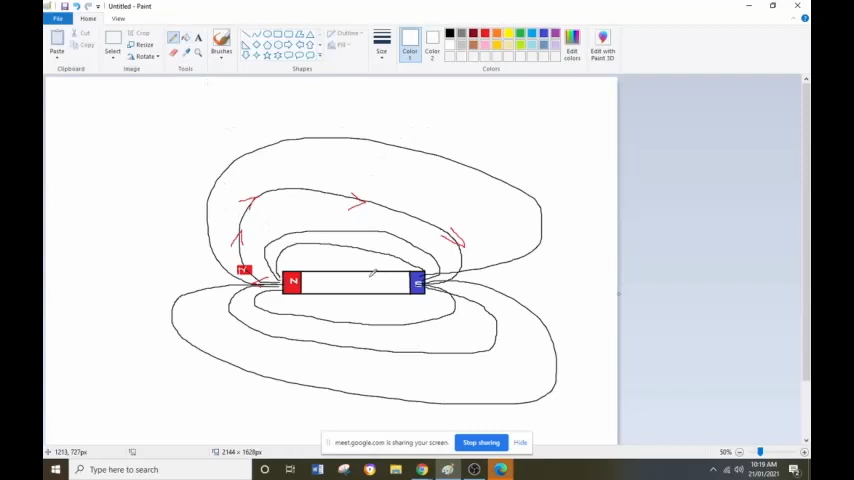 Untitled - Paint
File
Home
View
Paste
Cut
Copy
Clipboard
Select
Crop
Resize
Rotate
Image
A
Tools
Brushes
Shapes
Outline
Fill
Size
Color
1
Color
2
Edit
colors
Edit with
Paint 3D
Colors
N
N
S
meet.google.com is sharing your screen.
Stop sharing
Hide
1213, 727px
2144 × 1628px
50%
Type here to search
10:19 AM
21/01/2021